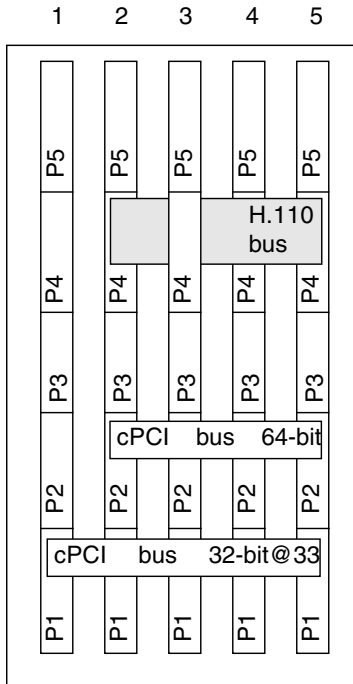 1 2 3 4 5
P5 P5 P5 P5 P5
H.110
bus
P4 P4 P4 P4 P4
P3 P3 P3 P3 P3
cPCI bus 64-bit
P2 P2 P2 P2 P2
cPCI bus 32-bit@33
P1 P1 P1 P1 P1